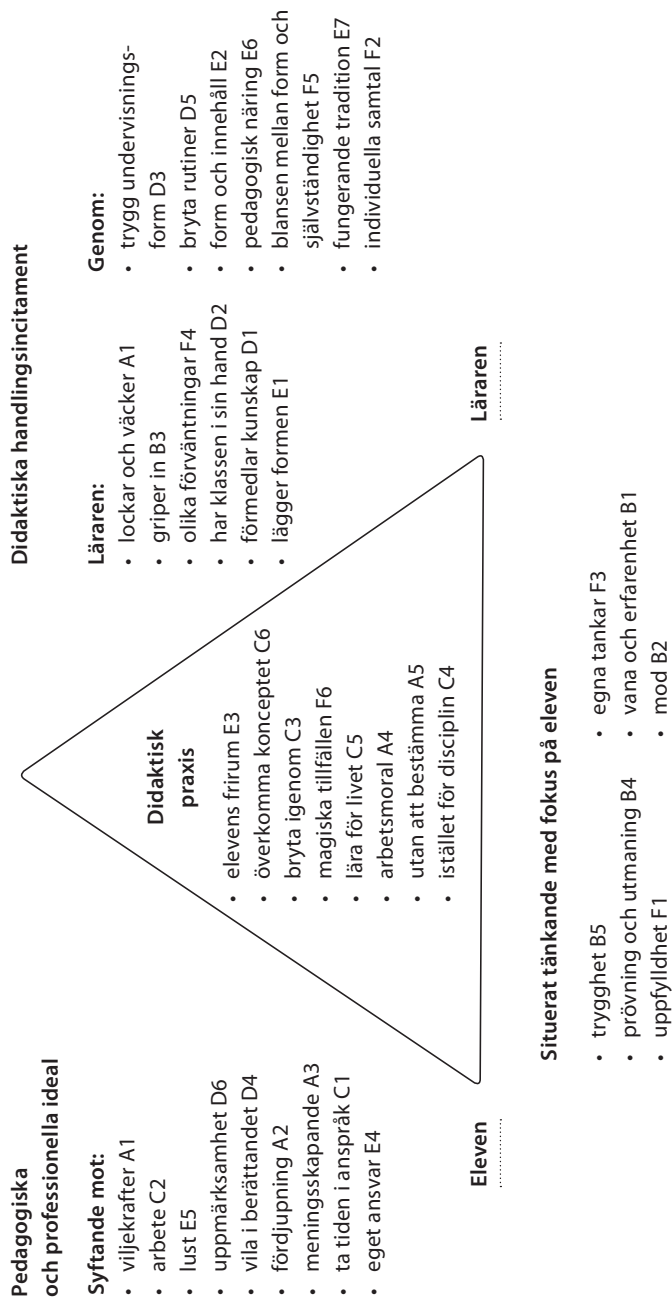 Pedagogiska
och professionella ideal
Syftande mot:
• viljekrafter A1
• arbete C2
• lust E5
• uppmärksamhet D6
• vila i berättandet D4
• fördjupning A2
• meningsskapande A3
• ta tiden i anspråk C1
• eget ansvar E4
Eleven
Didaktisk
praxis
• elevens frirum E3
• överkomma konceptet C6
• bryta igenom C3
• magiska tillfällen F6
• lära för livet C5
• arbetsmoral A4
• utan att bestämma A5
• istället för disciplin C4
Didaktiska handlingsincitament
Läraren:
• lockar och väcker A1
• griper in B3
• olika förväntningar F4
• har klassen i sin hand D2
• förmedlar kunskap D1
• lägger formen E1
Genom:
• trygg undervisnings-
form D3
• bryta rutiner D5
• form och innehåll E2
• pedagogisk näring E6
• blansen mellan form och
självständighet F5
• fungerande tradition E7
• individuella samtal F2
Läraren
Situerat tänkande med fokus på eleven
• trygghet B5
• prövning och utmaning B4
• uppfylldhet F1
• egna tankar F3
• vana och erfarenhet B1
• mod B2